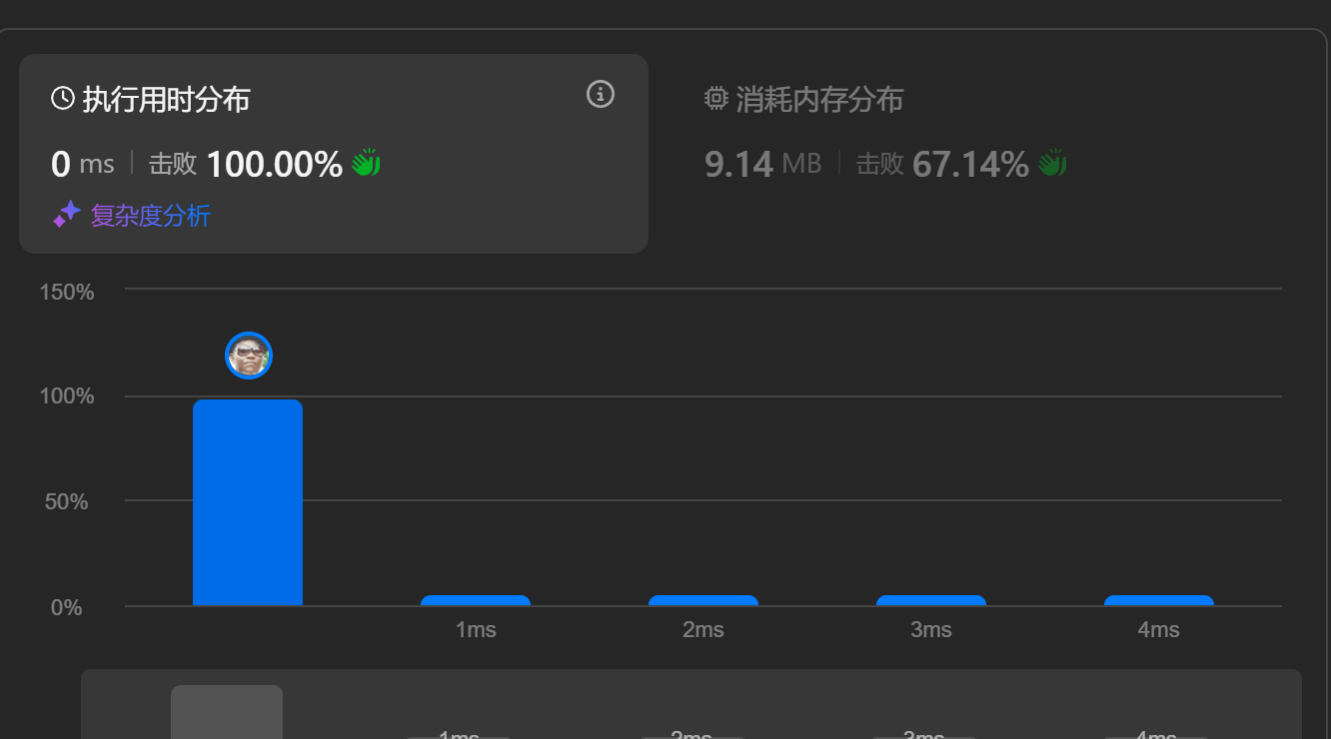 执行用时分布
0 ms 击败 100.00%
复杂度分析
消耗内存分布
9.14 MB 击败 67.14%
150%
100%
50%
0%
1ms 2ms 3ms 4ms
1ms 2ms 3ms 4ms